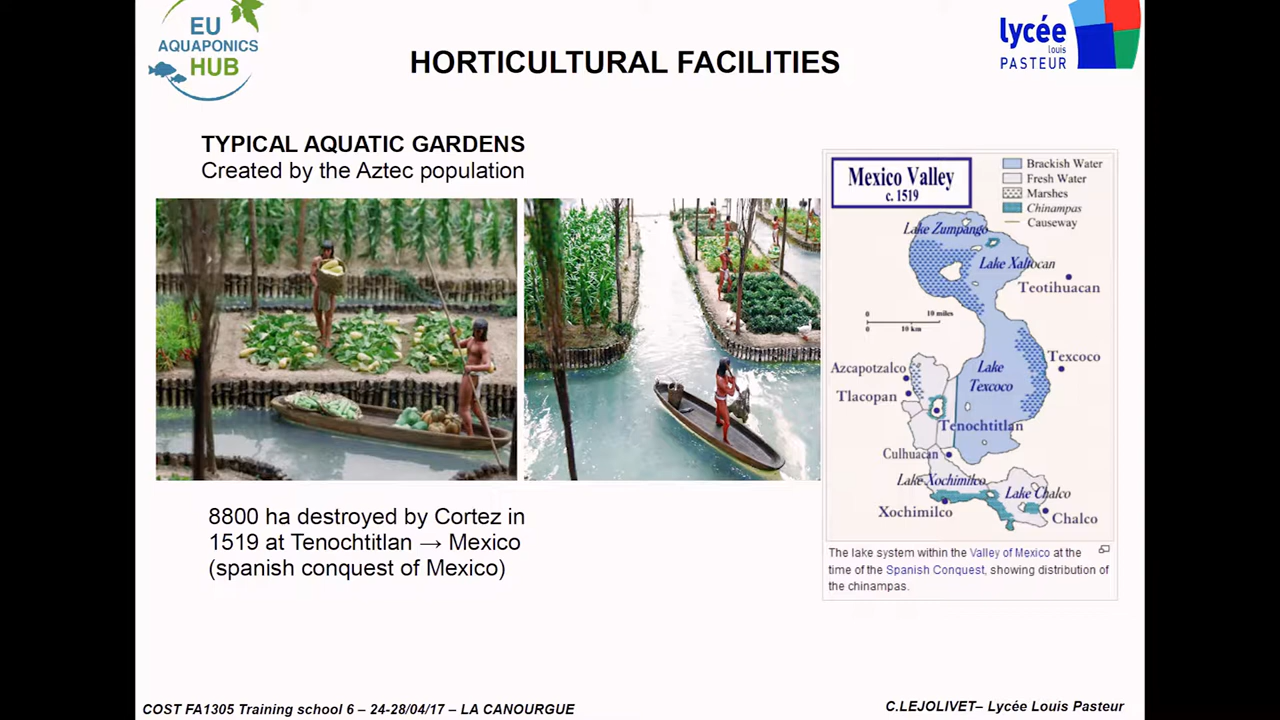 EU
AQUAPONICS
HUB
HORTICULTURAL FACILITIES
lycée
louis
PASTEUR
TYPICAL AQUATIC GARDENS
Created by the Aztec population
8800 ha destroyed by Cortez in
1519 at Tenochtitlan → Mexico
(spanish conquest of Mexico)
Mexico Valley
c. 1519
Brackish Water
Fresh Water
Marshes
Chinampas
Causeway
Lake Zumpango
Lake Xaltocan
Teotihuacan
0 10 miles
0 10 km
Azcapotzalco
Lake
Texcoco
Texcoco
Tlacopan
Tenochtitlan
Culhuacan
Lake Xochimilco
Lake Chalco
Xochimilco
Chalco
The lake system within the Valley of Mexico at the
time of the Spanish Conquest, showing distribution of
the chinampas.
COST FA1305 Training school 6 – 24-28/04/17 – LA CANOURGUE
C.LEJOLIVET– Lycée Louis Pasteur